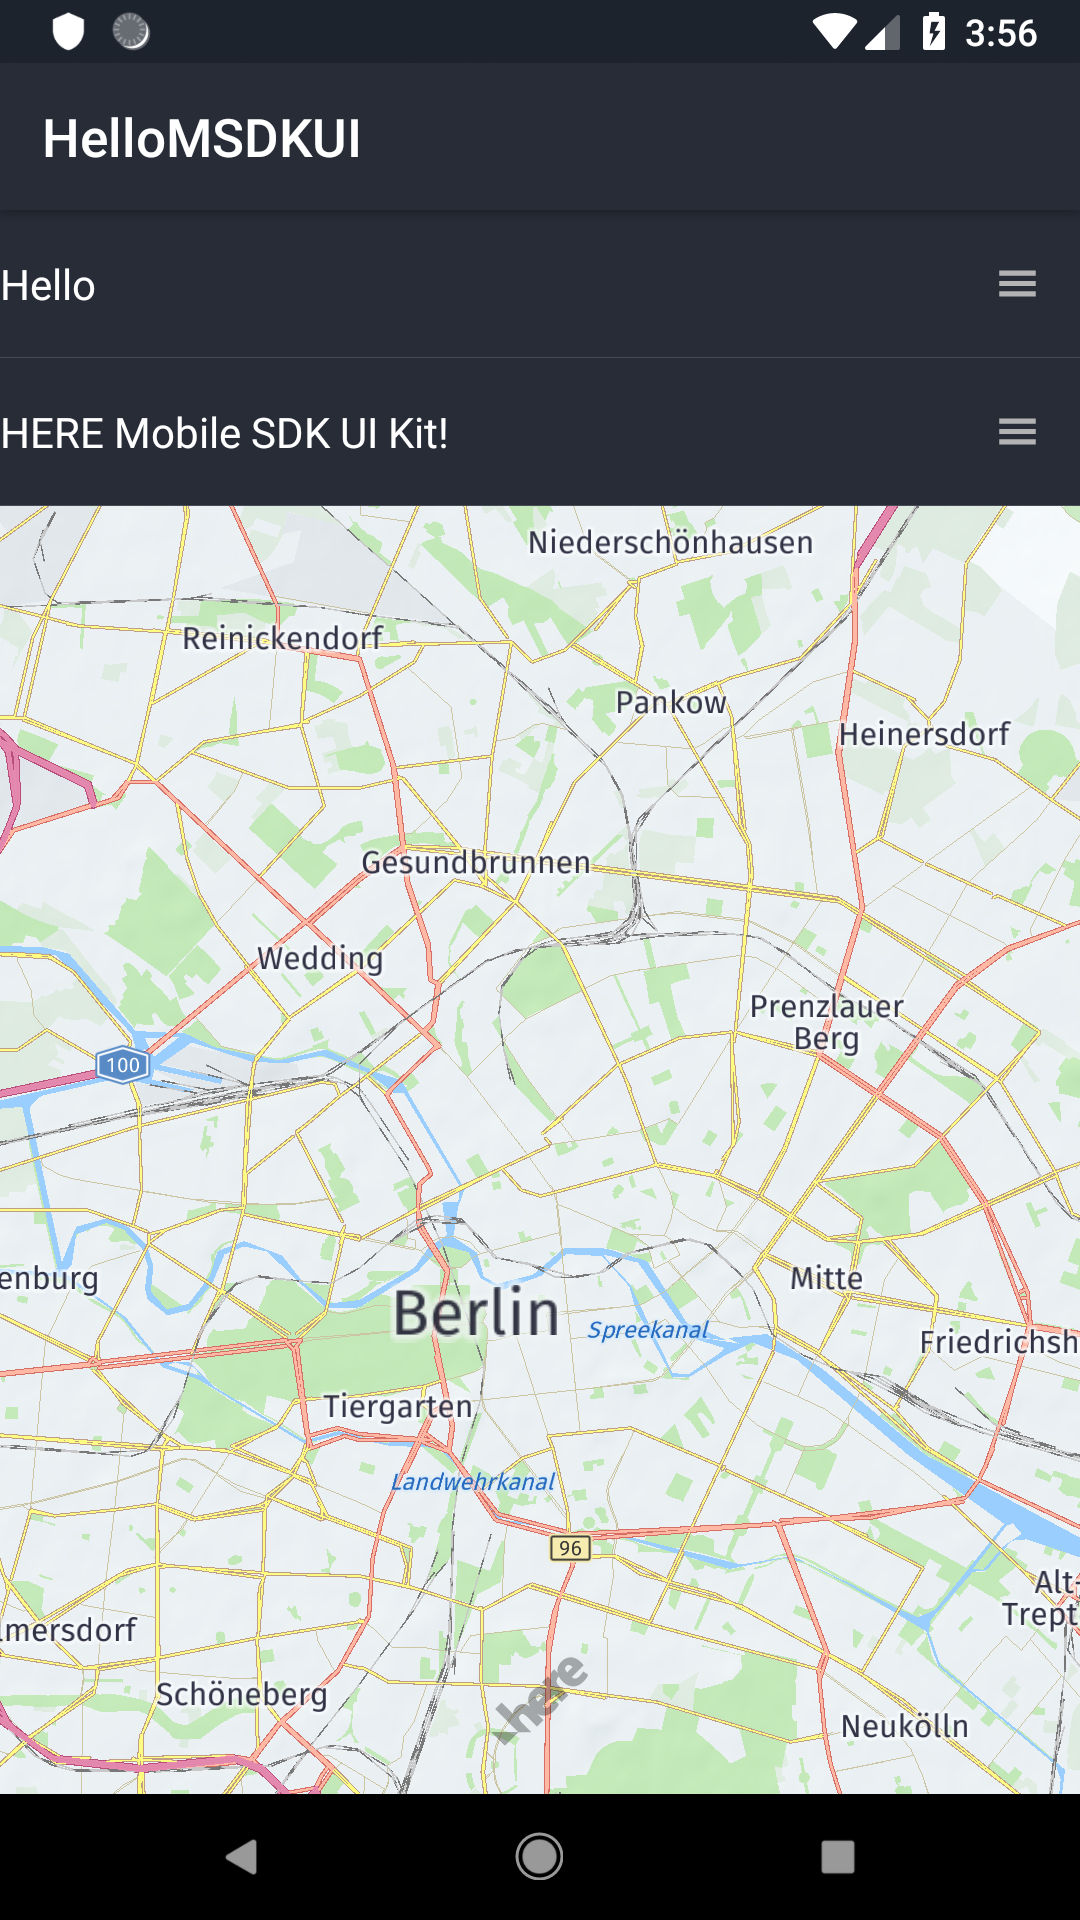 3:56
HelloMSDKUI
Hello
HERE Mobile SDK UI Kit!
Niederschönhausen
Reinickendorf
Pankow
Heinersdorf
Gesundbrunnen
Wedding
Prenzlauer
Berg
100
enburg
Mitte
Berlin
Spreekanal
Friedrichsh
Tiergarten
Landwehrkanal
96
Alt-
Trept
lmersdorf
here
Schöneberg
Neukölln